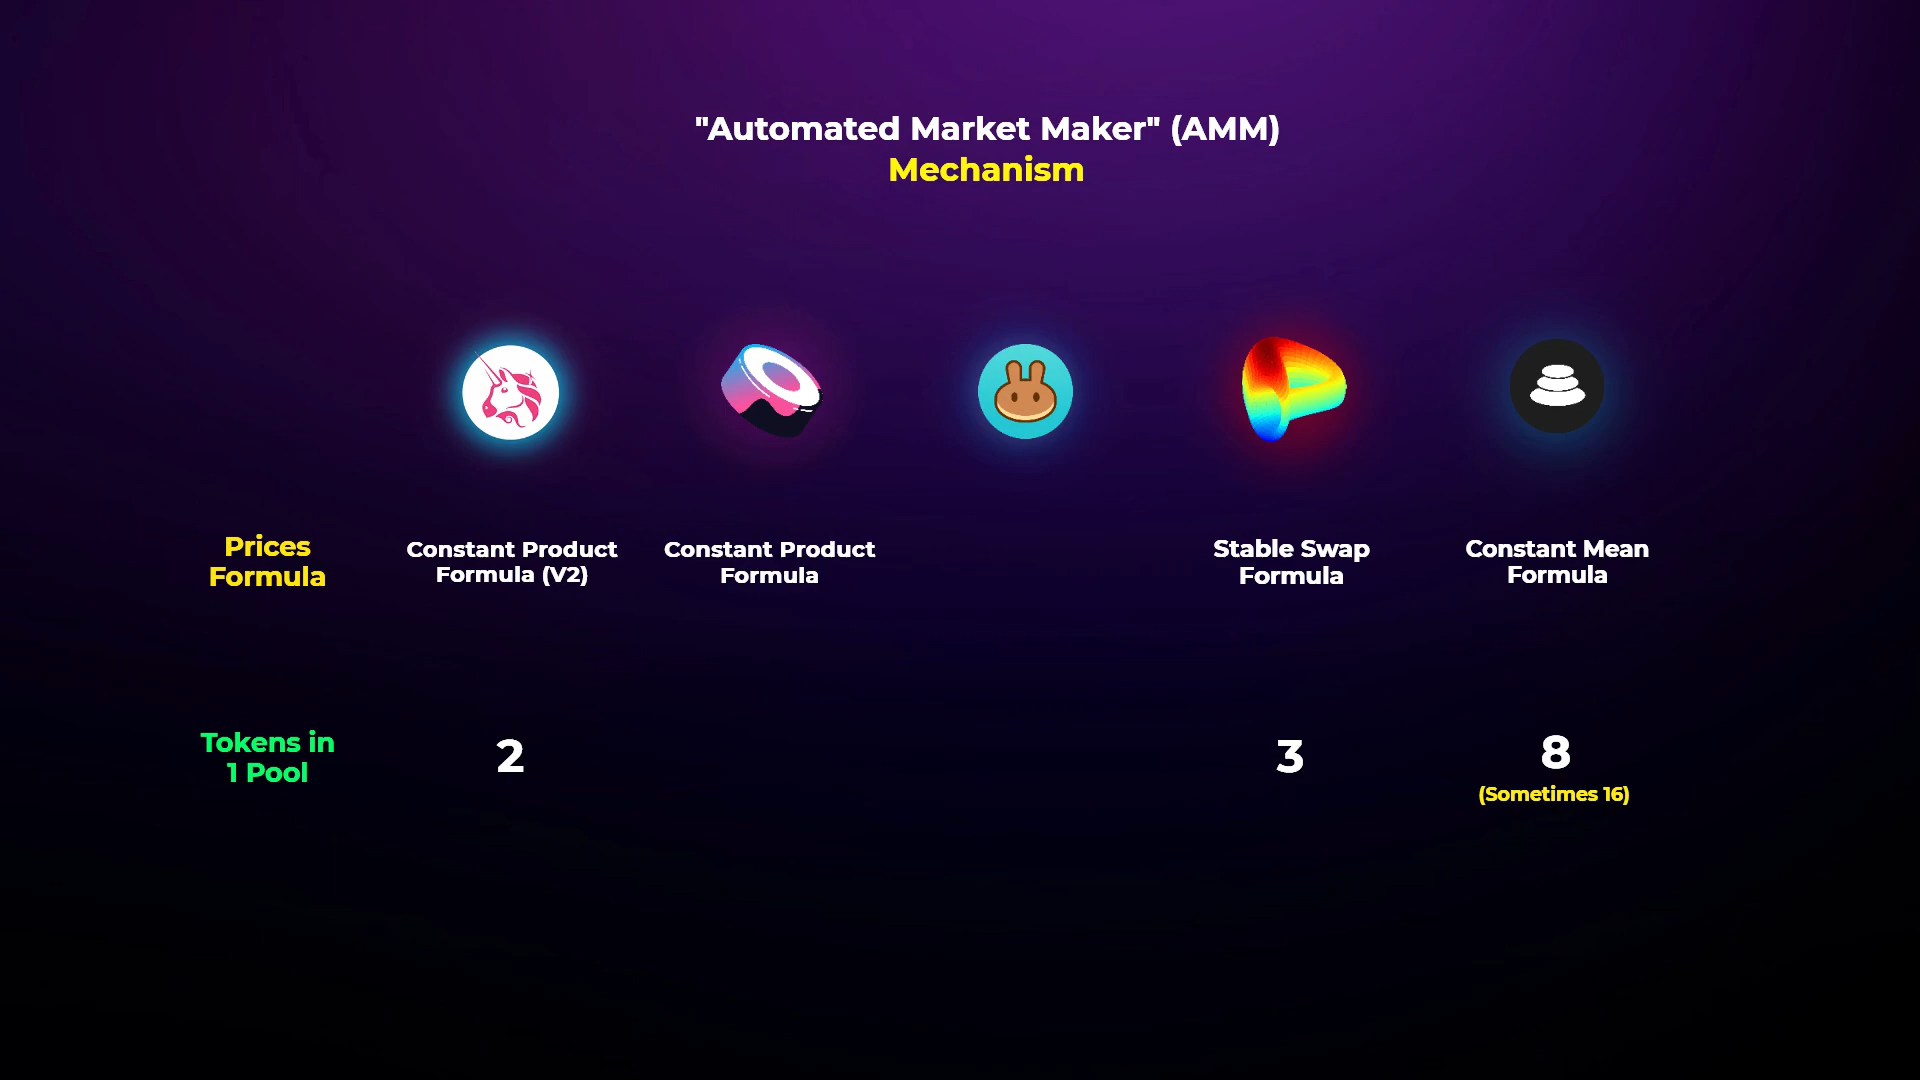 "Automated Market Maker" (AMM)
Mechanism
Prices
Formula
Constant Product
Formula (V2)
Constant Product
Formula
Stable Swap
Formula
Constant Mean
Formula
Tokens in
1 Pool
2
3
8
(Sometimes 16)